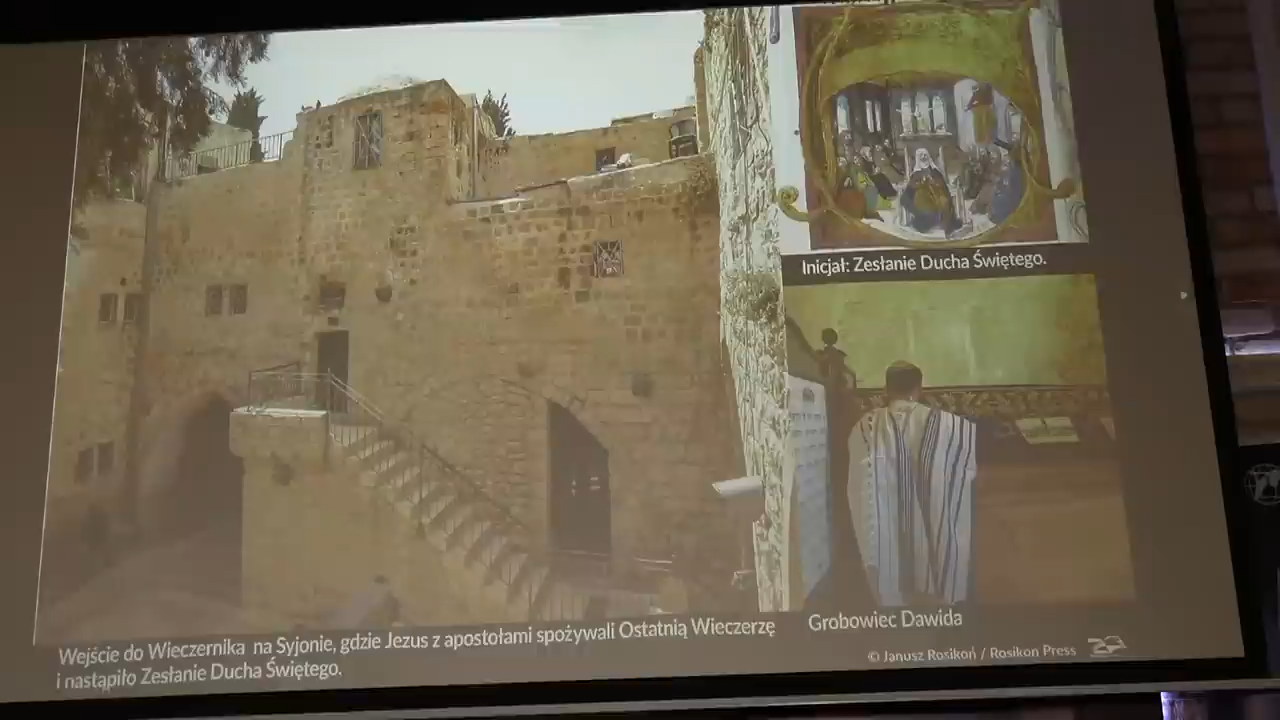 Inicjał: Zesłanie Ducha Świętego.
Wejście do Wieczernika na Syjonie, gdzie Jezus z apostołami spożywali Ostatnią Wieczerzę
i nastąpiło Zesłanie Ducha Świętego.
Grobowiec Dawida
© Janusz Rosikoń / Rosikon Press